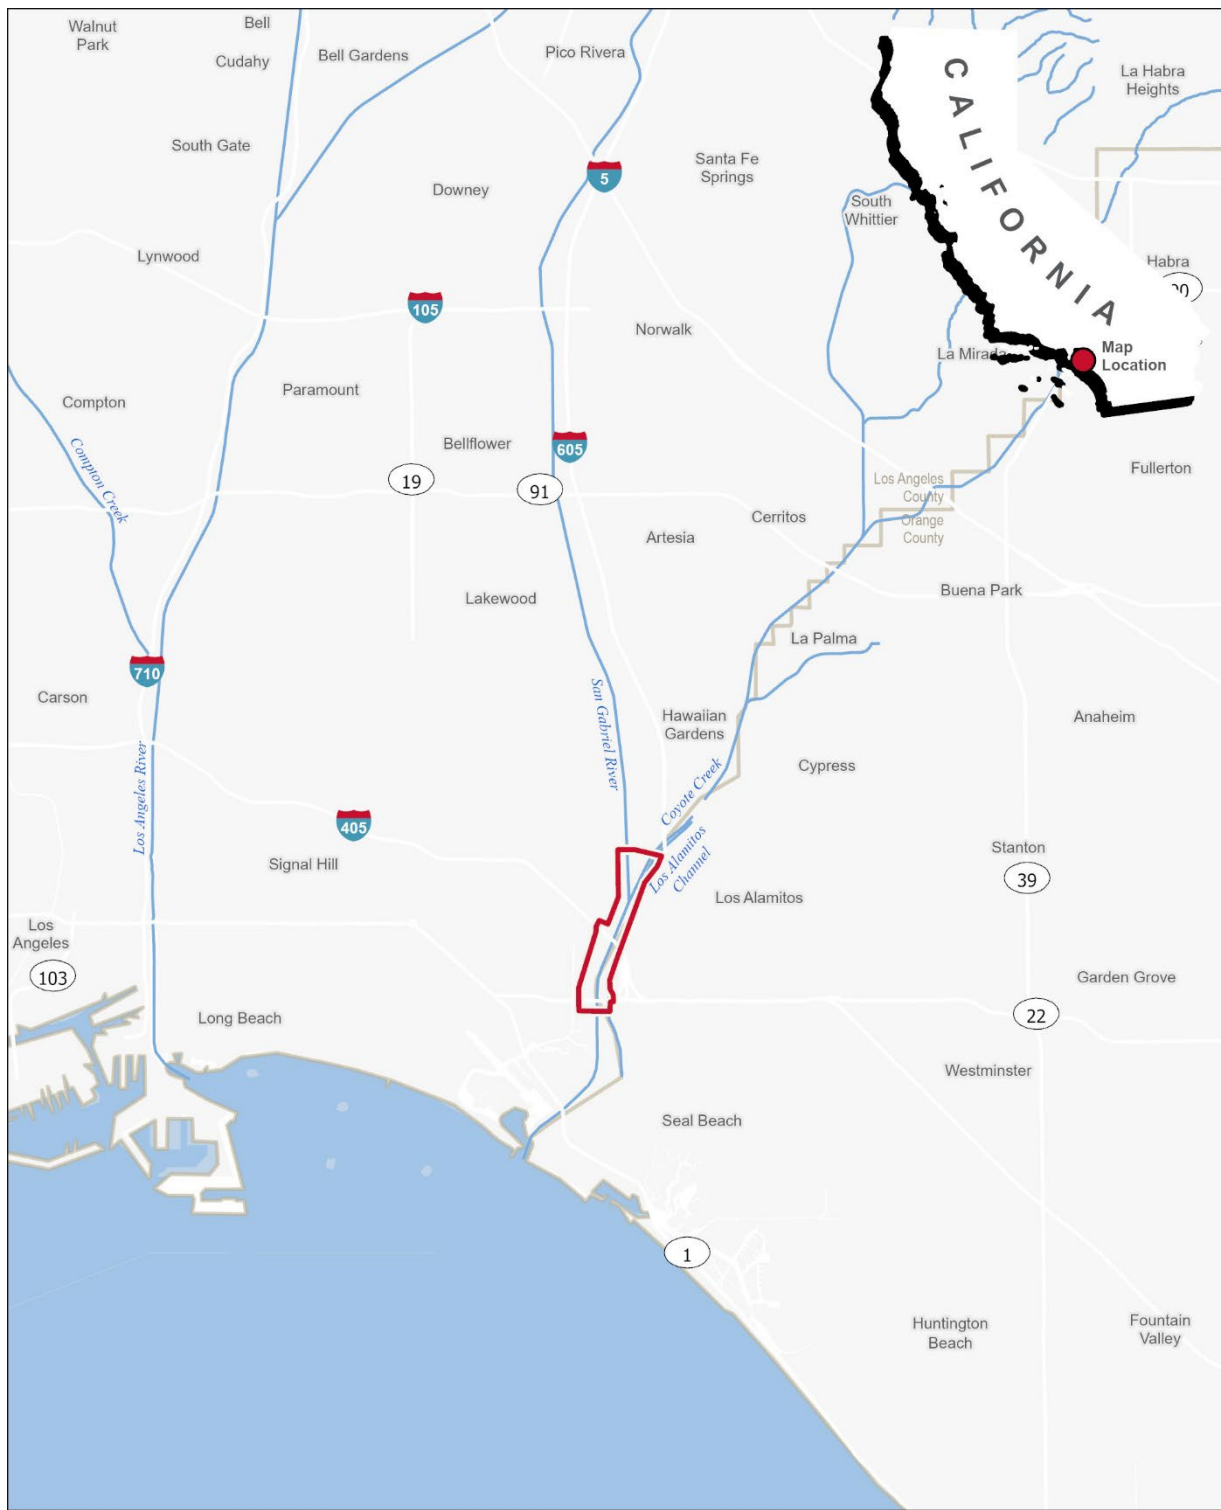 Walnut
Park
Bell
Cudahy
Bell Gardens
Pico Rivera
CALIFORNIA
La Habra
Heights
South Gate
Downey
5
Santa Fe
Springs
South
Whittier
Lynwood
105
Norwalk
Habra
La Mirada
Map
Location
Compton
Paramount
Compton Creek
Bellflower
605
19
91
Los Angeles
County
Orange
County
Fullerton
Cerritos
Artesia
Lakewood
Buena Park
La Palma
710
Carson
San Gabriel River
Hawaiian
Gardens
Anaheim
Cypress
Los Angeles River
Coyote Creek
405
Signal Hill
Los Alamitos
Channel
Stanton
39
Los Alamitos
Los
Angeles
103
Garden Grove
22
Long Beach
Westminster
Seal Beach
1
Huntington
Beach
Fountain
Valley